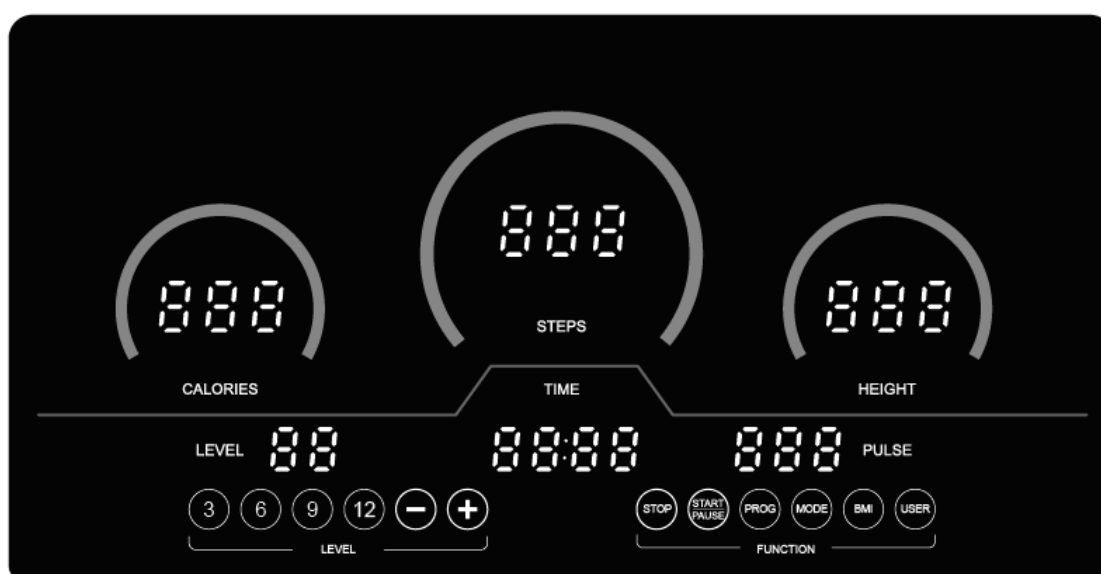 888
888
888
STEPS
CALORIES
TIME
HEIGHT
LEVEL 88
88:88
888 PULSE
3 6 9 12 − +
STOP START PAUSE PROG MODE BMI USER
LEVEL
FUNCTION